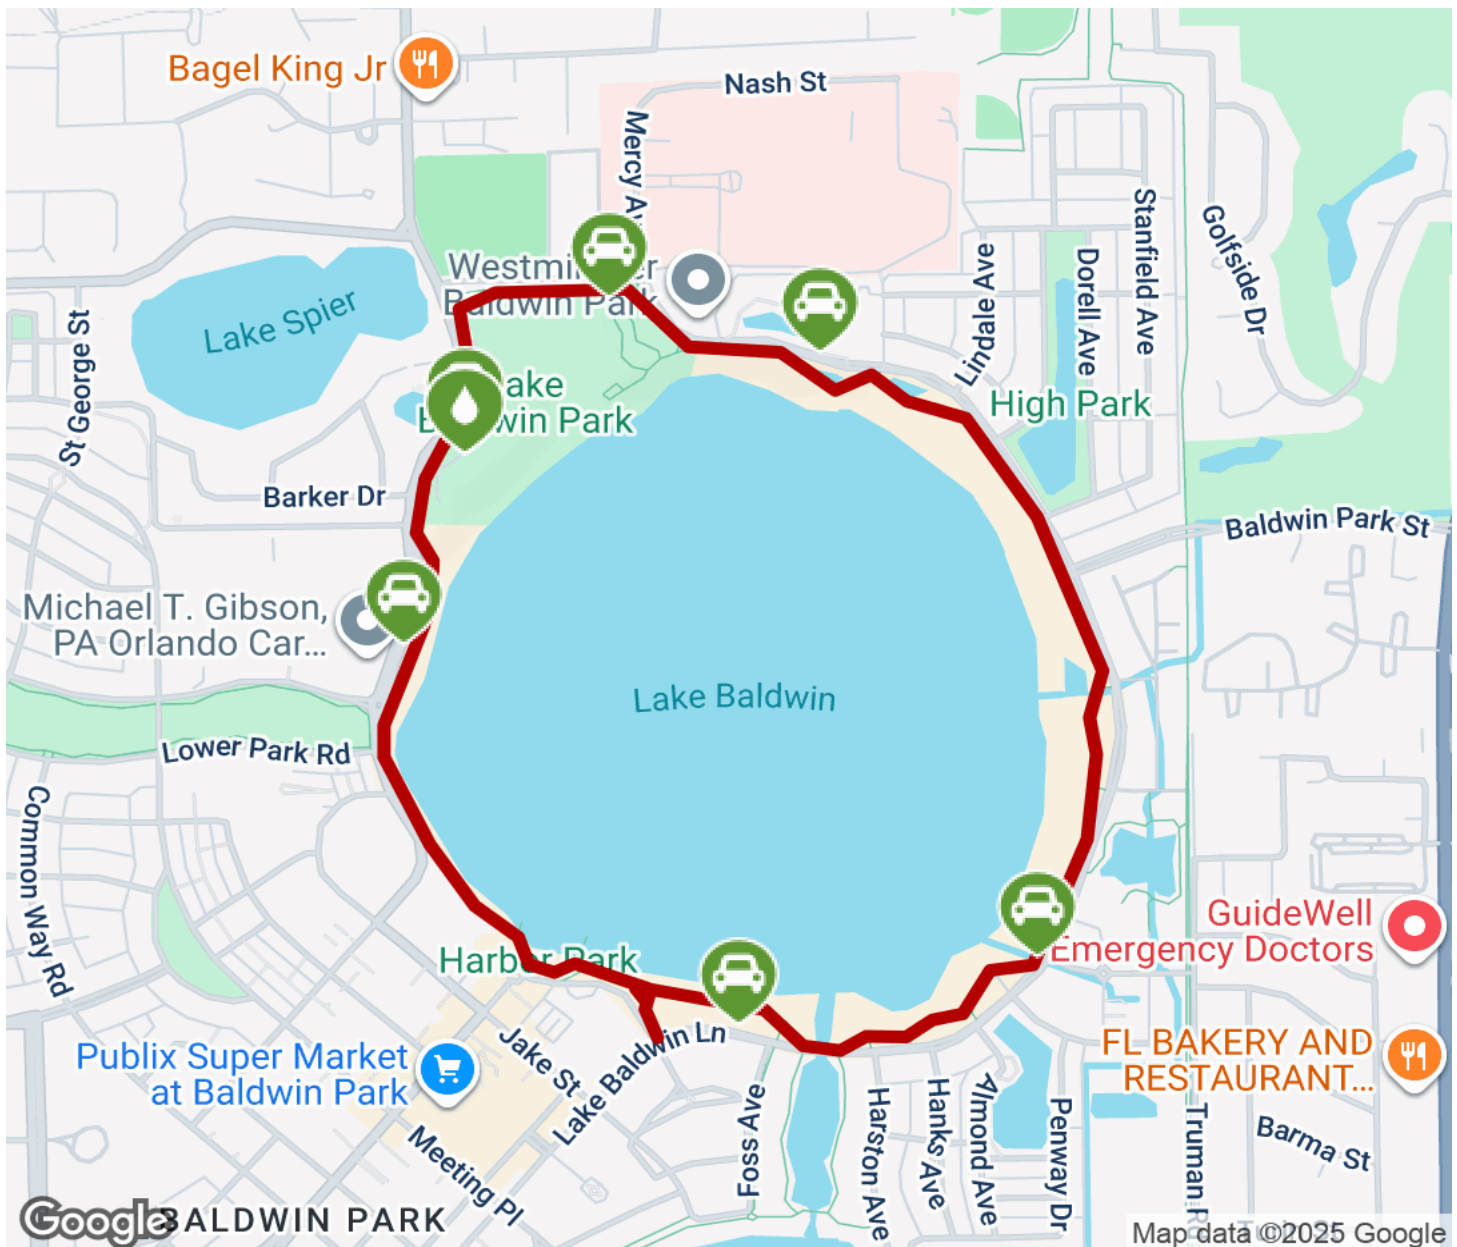 Bagel King Jr
Nash St
Mercy Av
Westmin
er
Baldwin Park
Lake Spier
St George St
Lindale Ave
Dorell Ave
Stanfield Ave
Golfside Dr
Lake
Baldwin Park
High Park
Barker Dr
Baldwin Park St
Michael T. Gibson,
PA Orlando Car...
Lake Baldwin
Lower Park Rd
Common Way Rd
GuideWell
Emergency Doctors
Harbor Park
Lake Baldwin Ln
Jake St
Publix Super Market
at Baldwin Park
FL BAKERY AND
RESTAURANT...
Foss Ave
Harston Ave
Hanks Ave
Almond Ave
Penway Dr
Truman Rd
Barma St
Meeting Pl
Google
BALDWIN PARK
Map data ©2025 Google